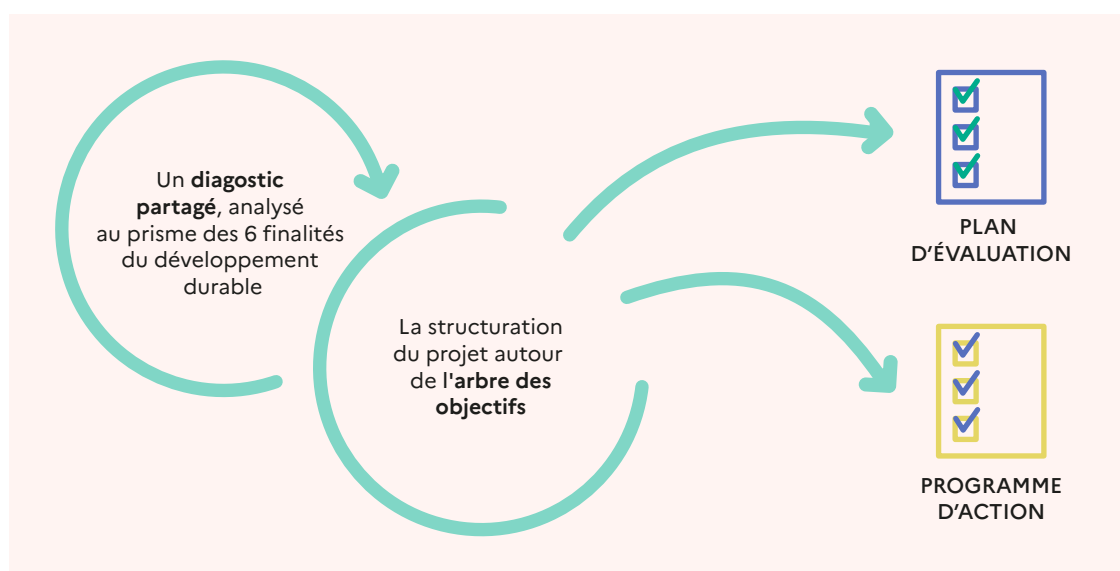 Un diagostic
partagé, analysé
au prisme des 6 finalités
du développement
durable
La structuration
du projet autour
de l'arbre des
objectifs
PLAN
D'ÉVALUATION
PROGRAMME
D'ACTION